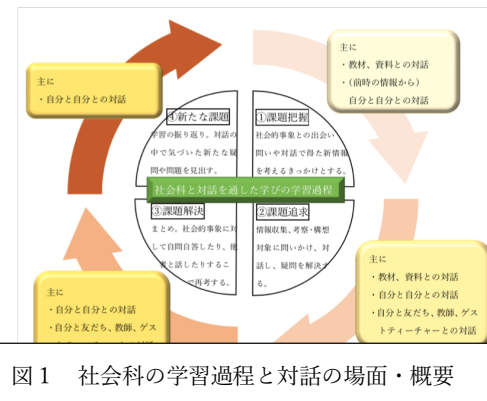 主に
・自分と自分との対話
主に
・教材、資料との対話
・(前時の情報から)
自分と自分との対話
④新たな課題
学習の振り返り。対話の
中で気づいた新たな疑
問や問題を見出す。
①課題把握
社会的事象との出会い
問いや対話で得た新情報
を考えるきっかけとする。
社会科と対話を通した学びの学習過程
③課題解決
まとめ。社会的事象に対
して自問自答したり、他
者と話したりするこ
で再考する。
②課題追求
情報収集、考察・構想
対象に問いかけ、対
話し、疑問を解決す
る。
主に
・自分と自分との対話
・自分と友だち、教師、ゲス
主に
・教材、資料との対話
・自分と自分との対話
・自分と友だち、教師、ゲス
トティーチャーとの対話
図1 社会科の学習過程と対話の場面・概要